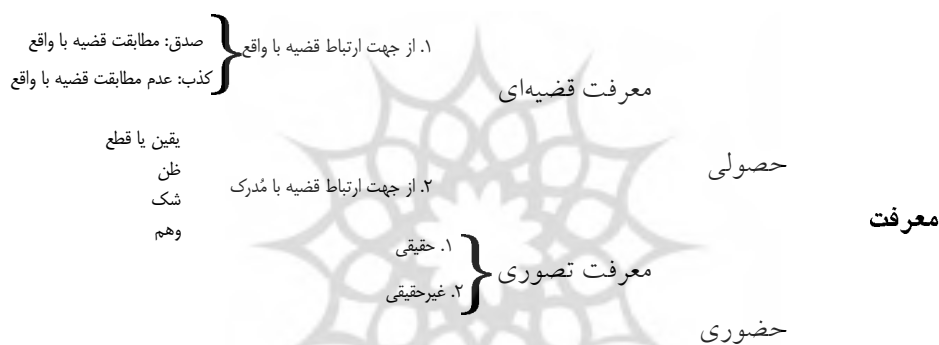 معرفت
حصولی
معرفت قضیه‌ای
۱. از جهت ارتباط قضیه با واقع
صدق: مطابقت قضیه با واقع
کذب: عدم مطابقت قضیه با واقع
۲. از جهت ارتباط قضیه با مُدرک
یقین یا قطع
ظن
شک
وهم
معرفت تصوری
۱. حقیقی
۲. غیرحقیقی
حضوری